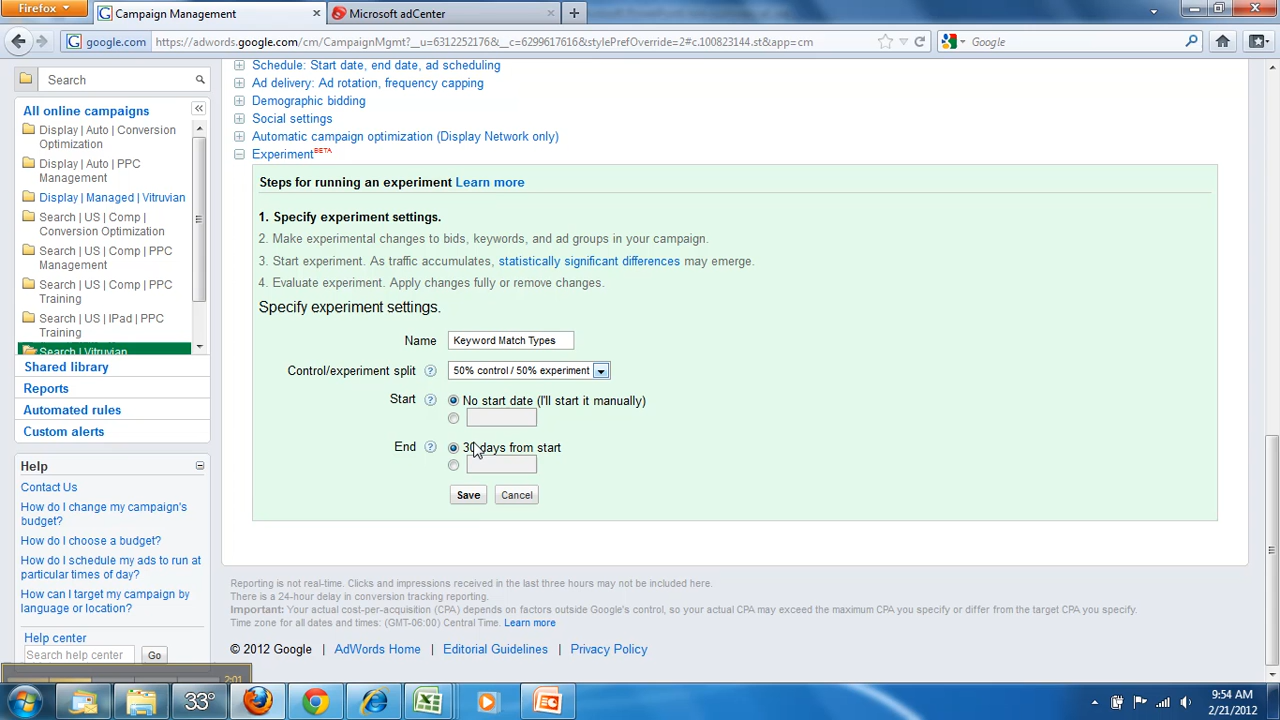 Firefox
Campaign Management
Microsoft adCenter
google.com
https://adwords.google.com/cm/CampaignMgmt?__u=6312252176&__c=6299617616&stylePrefOverride=2#c.100823144.st&app=cm
Google
Search
All online campaigns
Display | Auto | Conversion
Optimization
Display | Auto | PPC
Management
Display | Managed | Vitruvian
Search | US | Comp |
Conversion Optimization
Search | US | Comp | PPC
Management
Search | US | Comp | PPC
Training
Search | US | IPad | PPC
Training
Search | Vitruvian
Shared library
Reports
Automated rules
Custom alerts
Help
Contact Us
How do I change my campaign's
budget?
How do I choose a budget?
How do I schedule my ads to run at
particular times of day?
How can I target my campaign by
language or location?
Help center
Search help center
Go
Schedule: Start date, end date, ad scheduling
Ad delivery: Ad rotation, frequency capping
Demographic bidding
Social settings
Automatic campaign optimization (Display Network only)
Experiment BETA
Steps for running an experiment Learn more
1. Specify experiment settings.
2. Make experimental changes to bids, keywords, and ad groups in your campaign.
3. Start experiment. As traffic accumulates, statistically significant differences may emerge.
4. Evaluate experiment. Apply changes fully or remove changes.
Specify experiment settings.
Name Keyword Match Types
Control/experiment split ? 50% control / 50% experiment
Start ? No start date (I'll start it manually)
End ? 30 days from start
Save Cancel
Reporting is not real-time. Clicks and impressions received in the last three hours may not be included here.
There is a 24-hour delay in conversion tracking reporting.
Important: Your actual cost-per-acquisition (CPA) depends on factors outside Google's control, so your actual CPA may exceed the maximum CPA you specify or differ from the target CPA you specify.
Time zone for all dates and times: (GMT-06:00) Central Time. Learn more
© 2012 Google | AdWords Home | Editorial Guidelines | Privacy Policy
2:01
33°
9:54 AM
2/21/2012